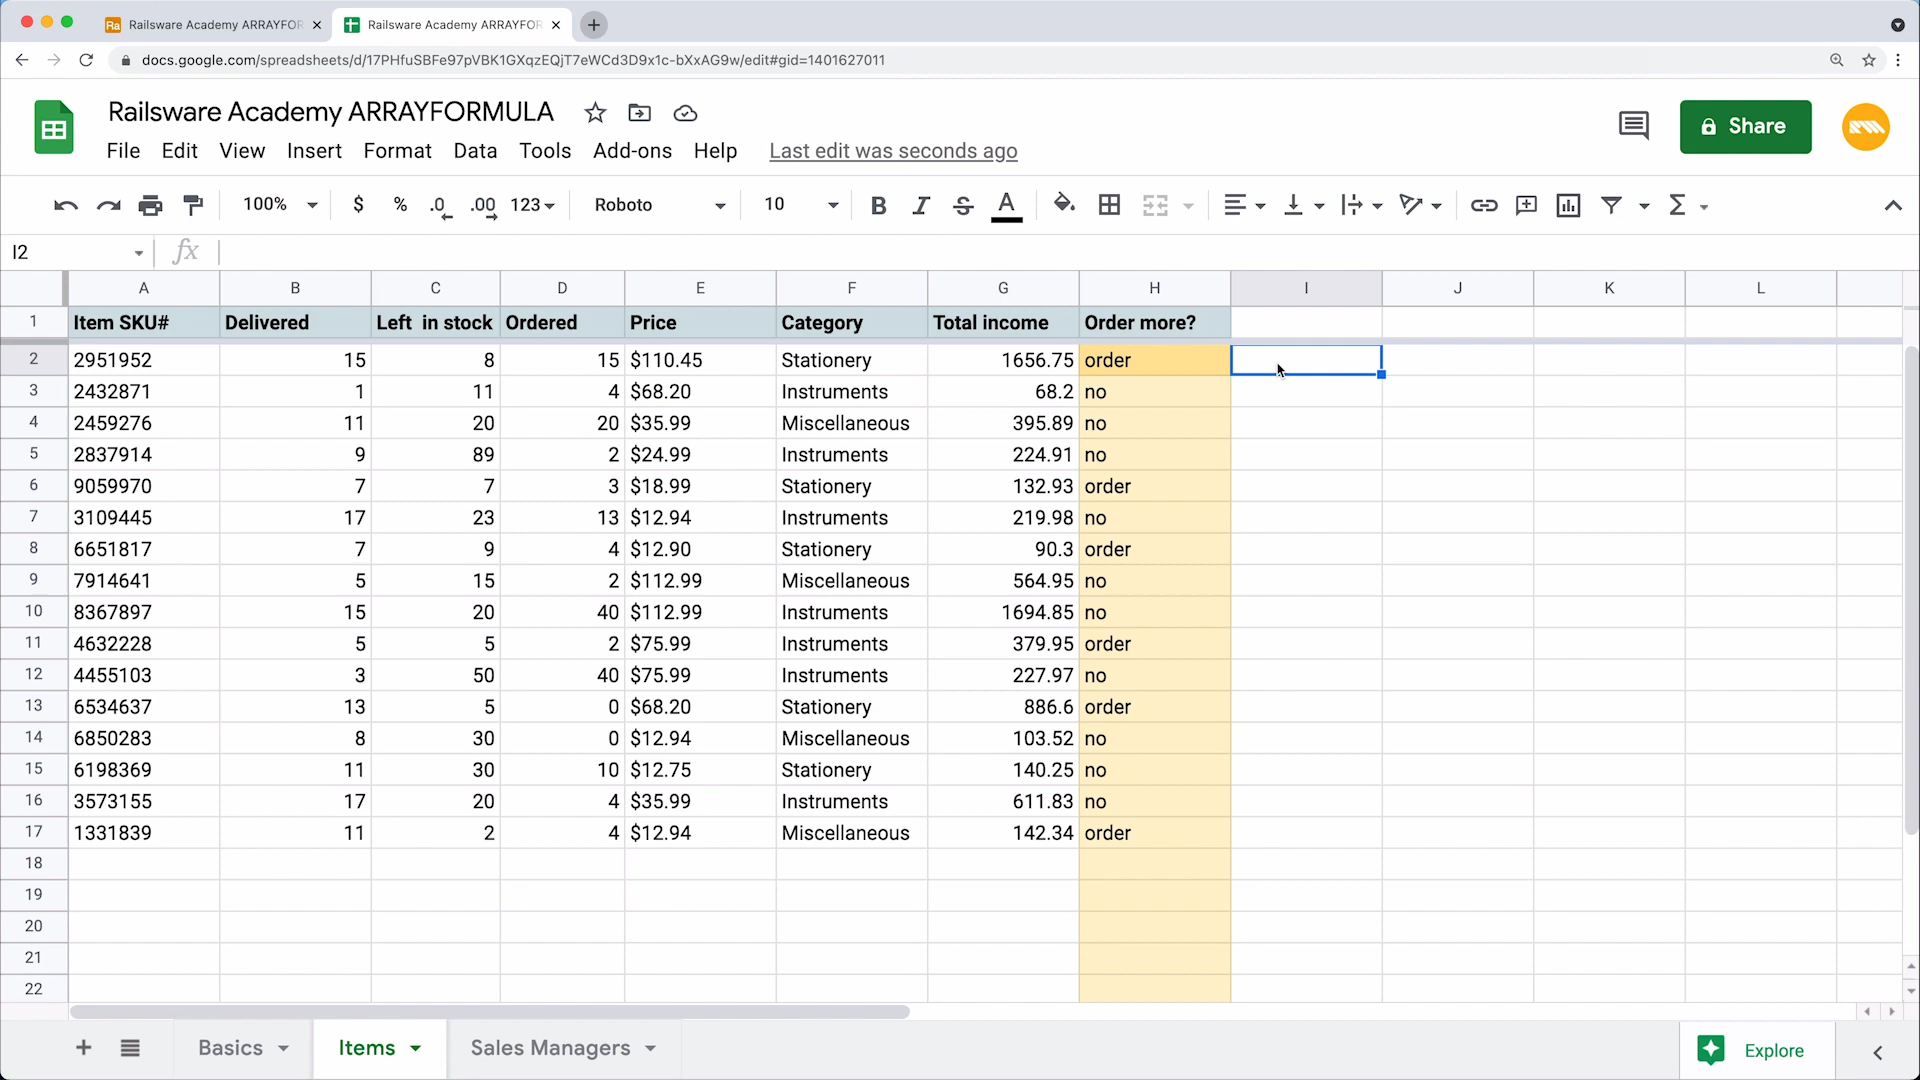 Ra Railsware Academy ARRAYFOR
Railsware Academy ARRAYFOR
docs.google.com/spreadsheets/d/17PHfuSBFe97pVBK1GXqzEQjT7eWCd3D9x1c-bXxAG9w/edit#gid=1401627011
Railsware Academy ARRAYFORMULA
Share
File Edit View Insert Format Data Tools Add-ons Help Last edit was seconds ago
100% $ % .0 .00 123 Roboto 10 B I S A Σ
I2 fx
A B C D E F G H I J K L
1 Item SKU# Delivered Left in stock Ordered Price Category Total income Order more?
2 2951952 15 8 15 $110.45 Stationery 1656.75 order
3 2432871 1 11 4 $68.20 Instruments 68.2 no
4 2459276 11 20 20 $35.99 Miscellaneous 395.89 no
5 2837914 9 89 2 $24.99 Instruments 224.91 no
6 9059970 7 7 3 $18.99 Stationery 132.93 order
7 3109445 17 23 13 $12.94 Instruments 219.98 no
8 6651817 7 9 4 $12.90 Stationery 90.3 order
9 7914641 5 15 2 $112.99 Miscellaneous 564.95 no
10 8367897 15 20 40 $112.99 Instruments 1694.85 no
11 4632228 5 5 2 $75.99 Instruments 379.95 order
12 4455103 3 50 40 $75.99 Instruments 227.97 no
13 6534637 13 5 0 $68.20 Stationery 886.6 order
14 6850283 8 30 0 $12.94 Miscellaneous 103.52 no
15 6198369 11 30 10 $12.75 Stationery 140.25 no
16 3573155 17 20 4 $35.99 Instruments 611.83 no
17 1331839 11 2 4 $12.94 Miscellaneous 142.34 order
18
19
20
21
22
Basics Items Sales Managers Explore